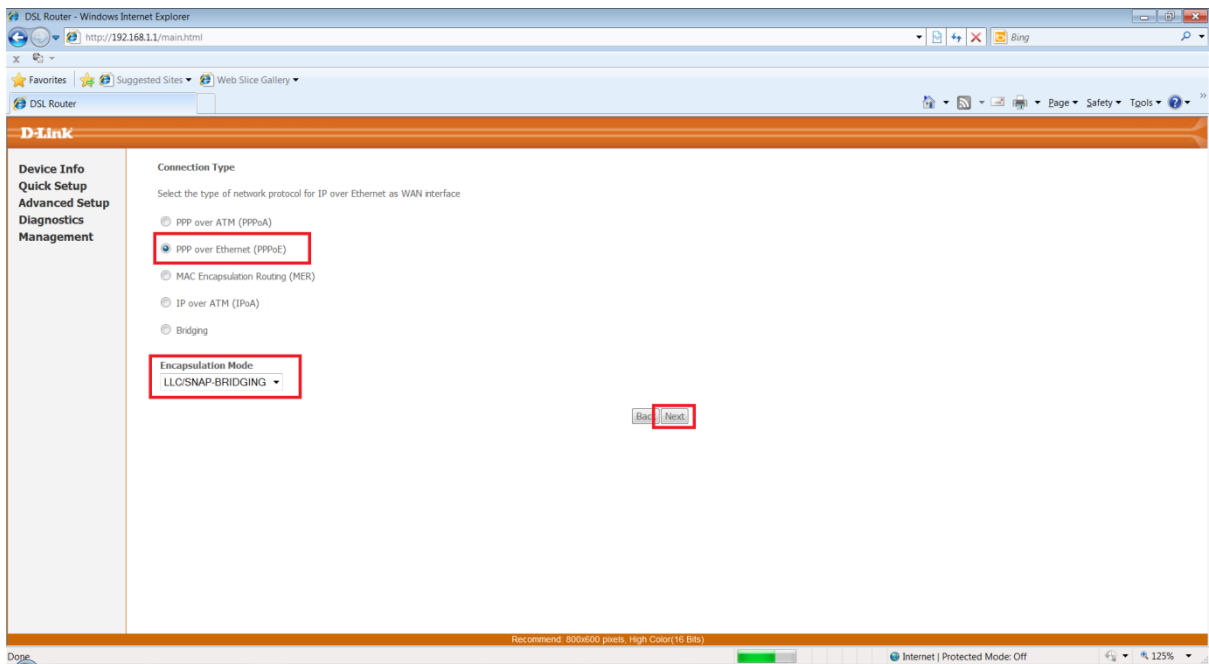 DSL Router - Windows Internet Explorer
http://192.168.1.1/main.html
Bing
x
Favorites
Suggested Sites
Web Slice Gallery
DSL Router
Page
Safety
Tools
D-Link
Device Info
Quick Setup
Advanced Setup
Diagnostics
Management
Connection Type
Select the type of network protocol for IP over Ethernet as WAN interface
PPP over ATM (PPPoA)
PPP over Ethernet (PPPoE)
MAC Encapsulation Routing (MER)
IP over ATM (IPoA)
Bridging
Encapsulation Mode
LLC/SNAP-BRIDGING
Back Next
Recommend: 800x600 pixels, High Color(16 Bits)
Done
Internet | Protected Mode: Off
125%